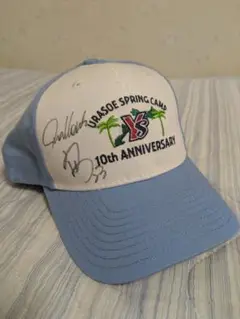 URASOE SPRING CAMP
YS
10th ANNIVERSARY